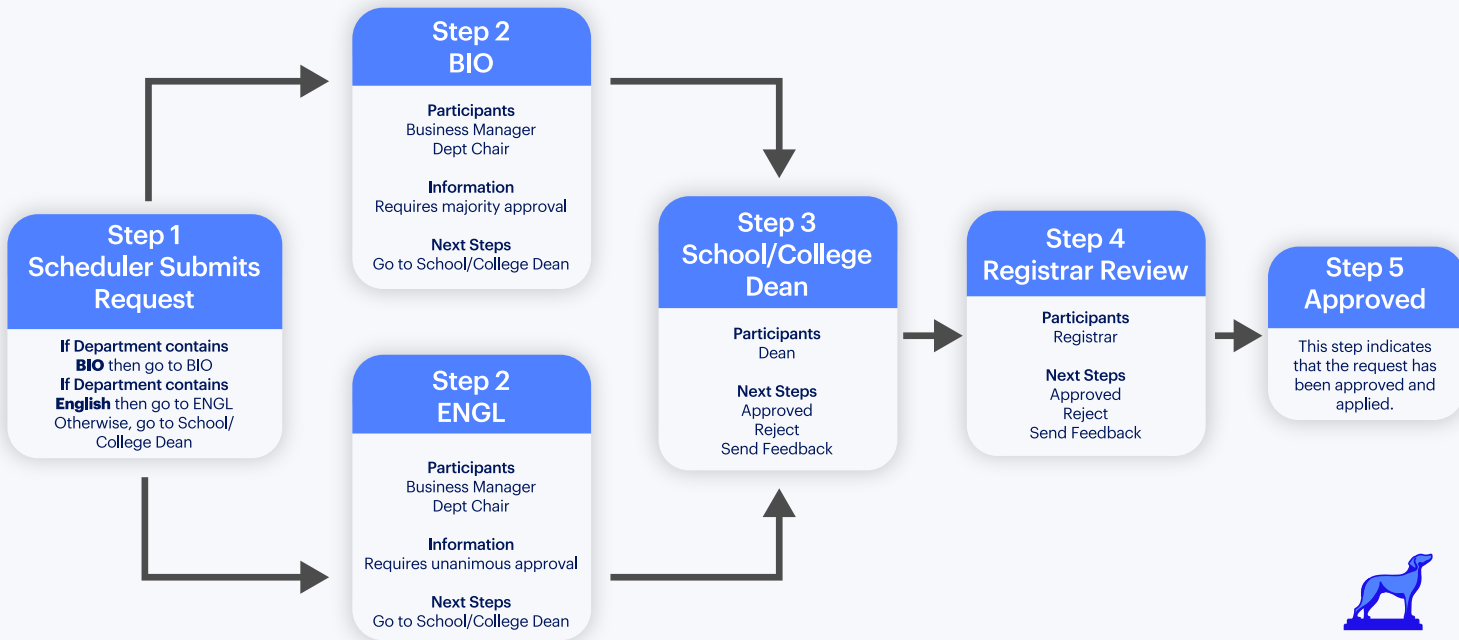 Step 1
Scheduler Submits
Request
If Department contains
BIO then go to BIO
If Department contains
English then go to ENGL
Otherwise, go to School/
College Dean
Step 2
BIO
Participants
Business Manager
Dept Chair
Information
Requires majority approval
Next Steps
Go to School/College Dean
Step 2
ENGL
Participants
Business Manager
Dept Chair
Information
Requires unanimous approval
Next Steps
Go to School/College Dean
Step 3
School/College
Dean
Participants
Dean
Next Steps
Approved
Reject
Send Feedback
Step 4
Registrar Review
Participants
Registrar
Next Steps
Approved
Reject
Send Feedback
Step 5
Approved
This step indicates
that the request has
been approved and
applied.